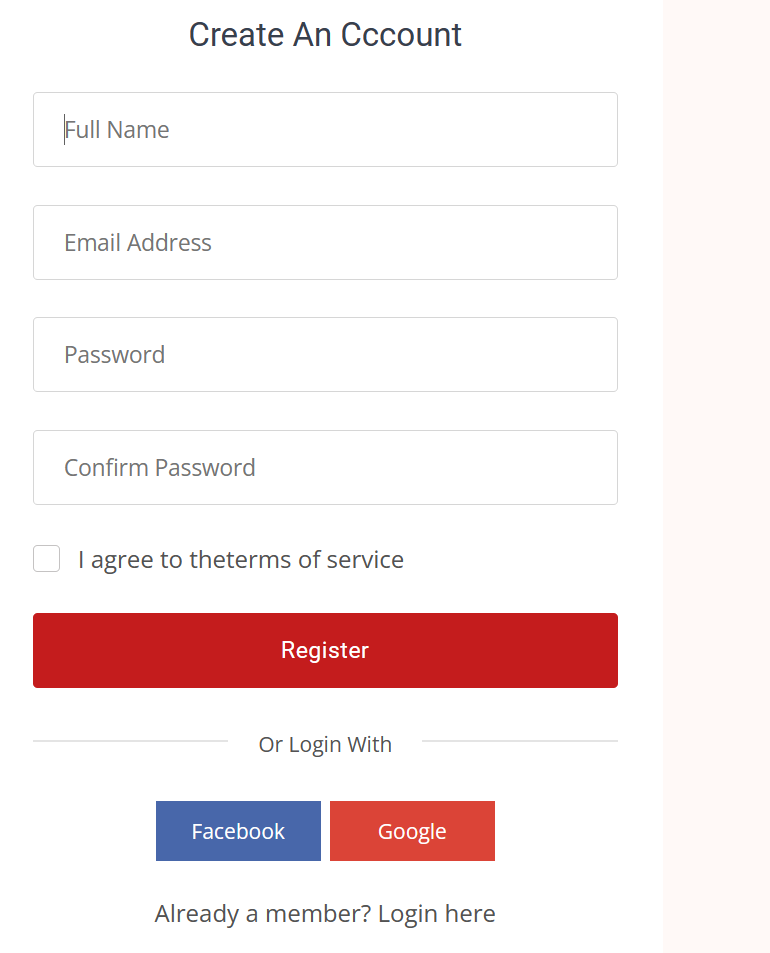 Create An Cccount
Full Name
Email Address
Password
Confirm Password
I agree to theterms of service
Register
Or Login With
Facebook Google
Already a member? Login here